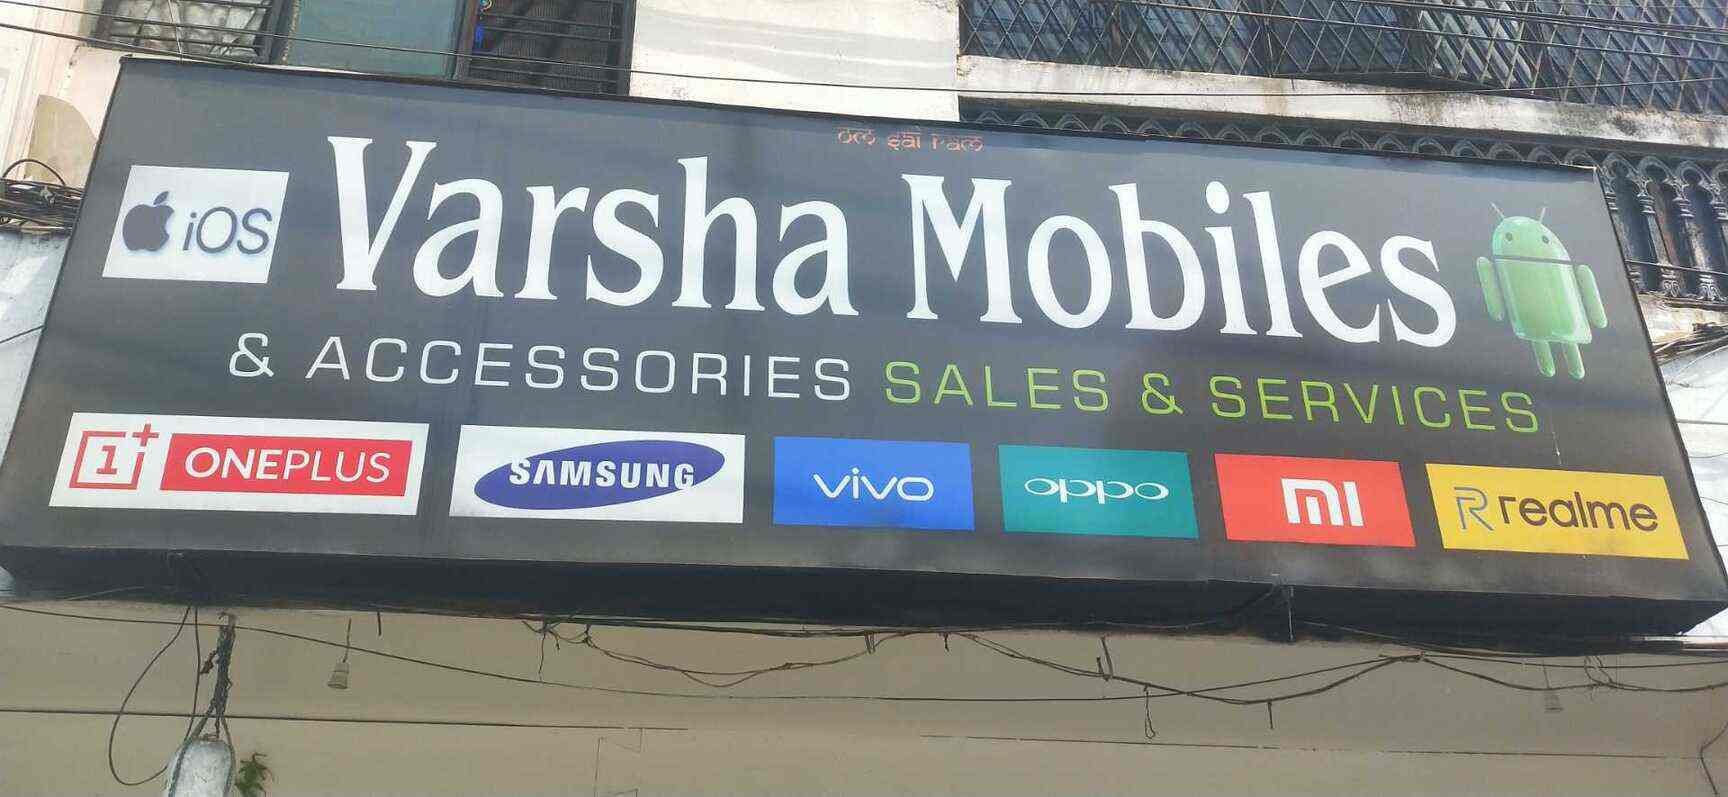 om sai ram
iOS Varsha Mobiles
& ACCESSORIES SALES & SERVICES
1+ ONEPLUS SAMSUNG vivo oppo mi R realme